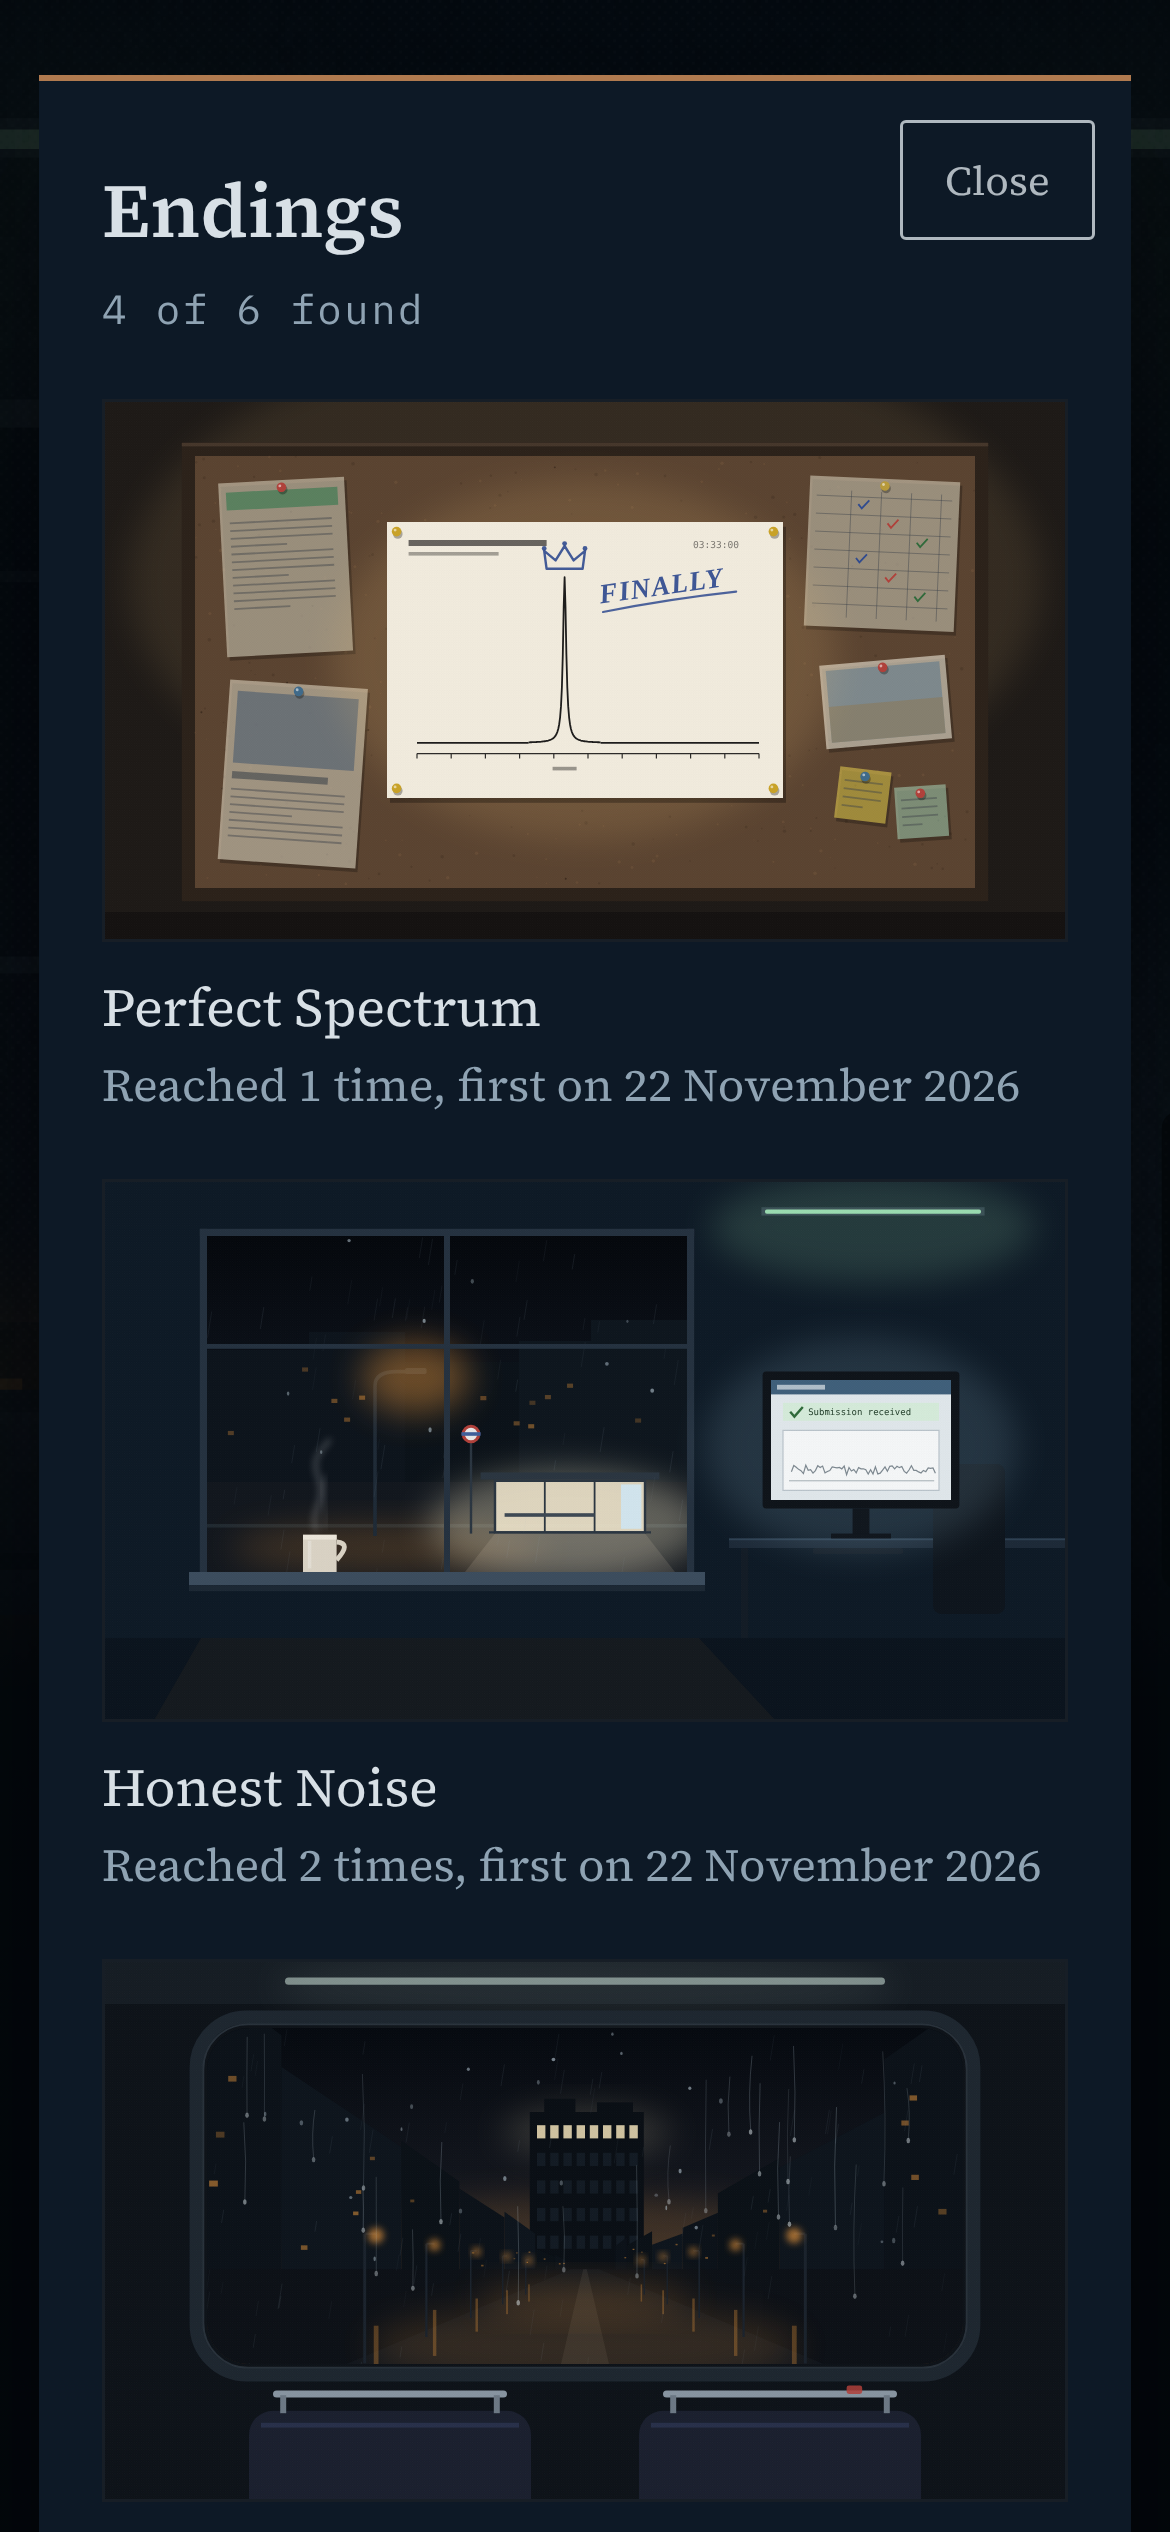 Close
Endings
4 of 6 found
03:33:00
FINALLY
Perfect Spectrum
Reached 1 time, first on 22 November 2026
Submission received
Honest Noise
Reached 2 times, first on 22 November 2026